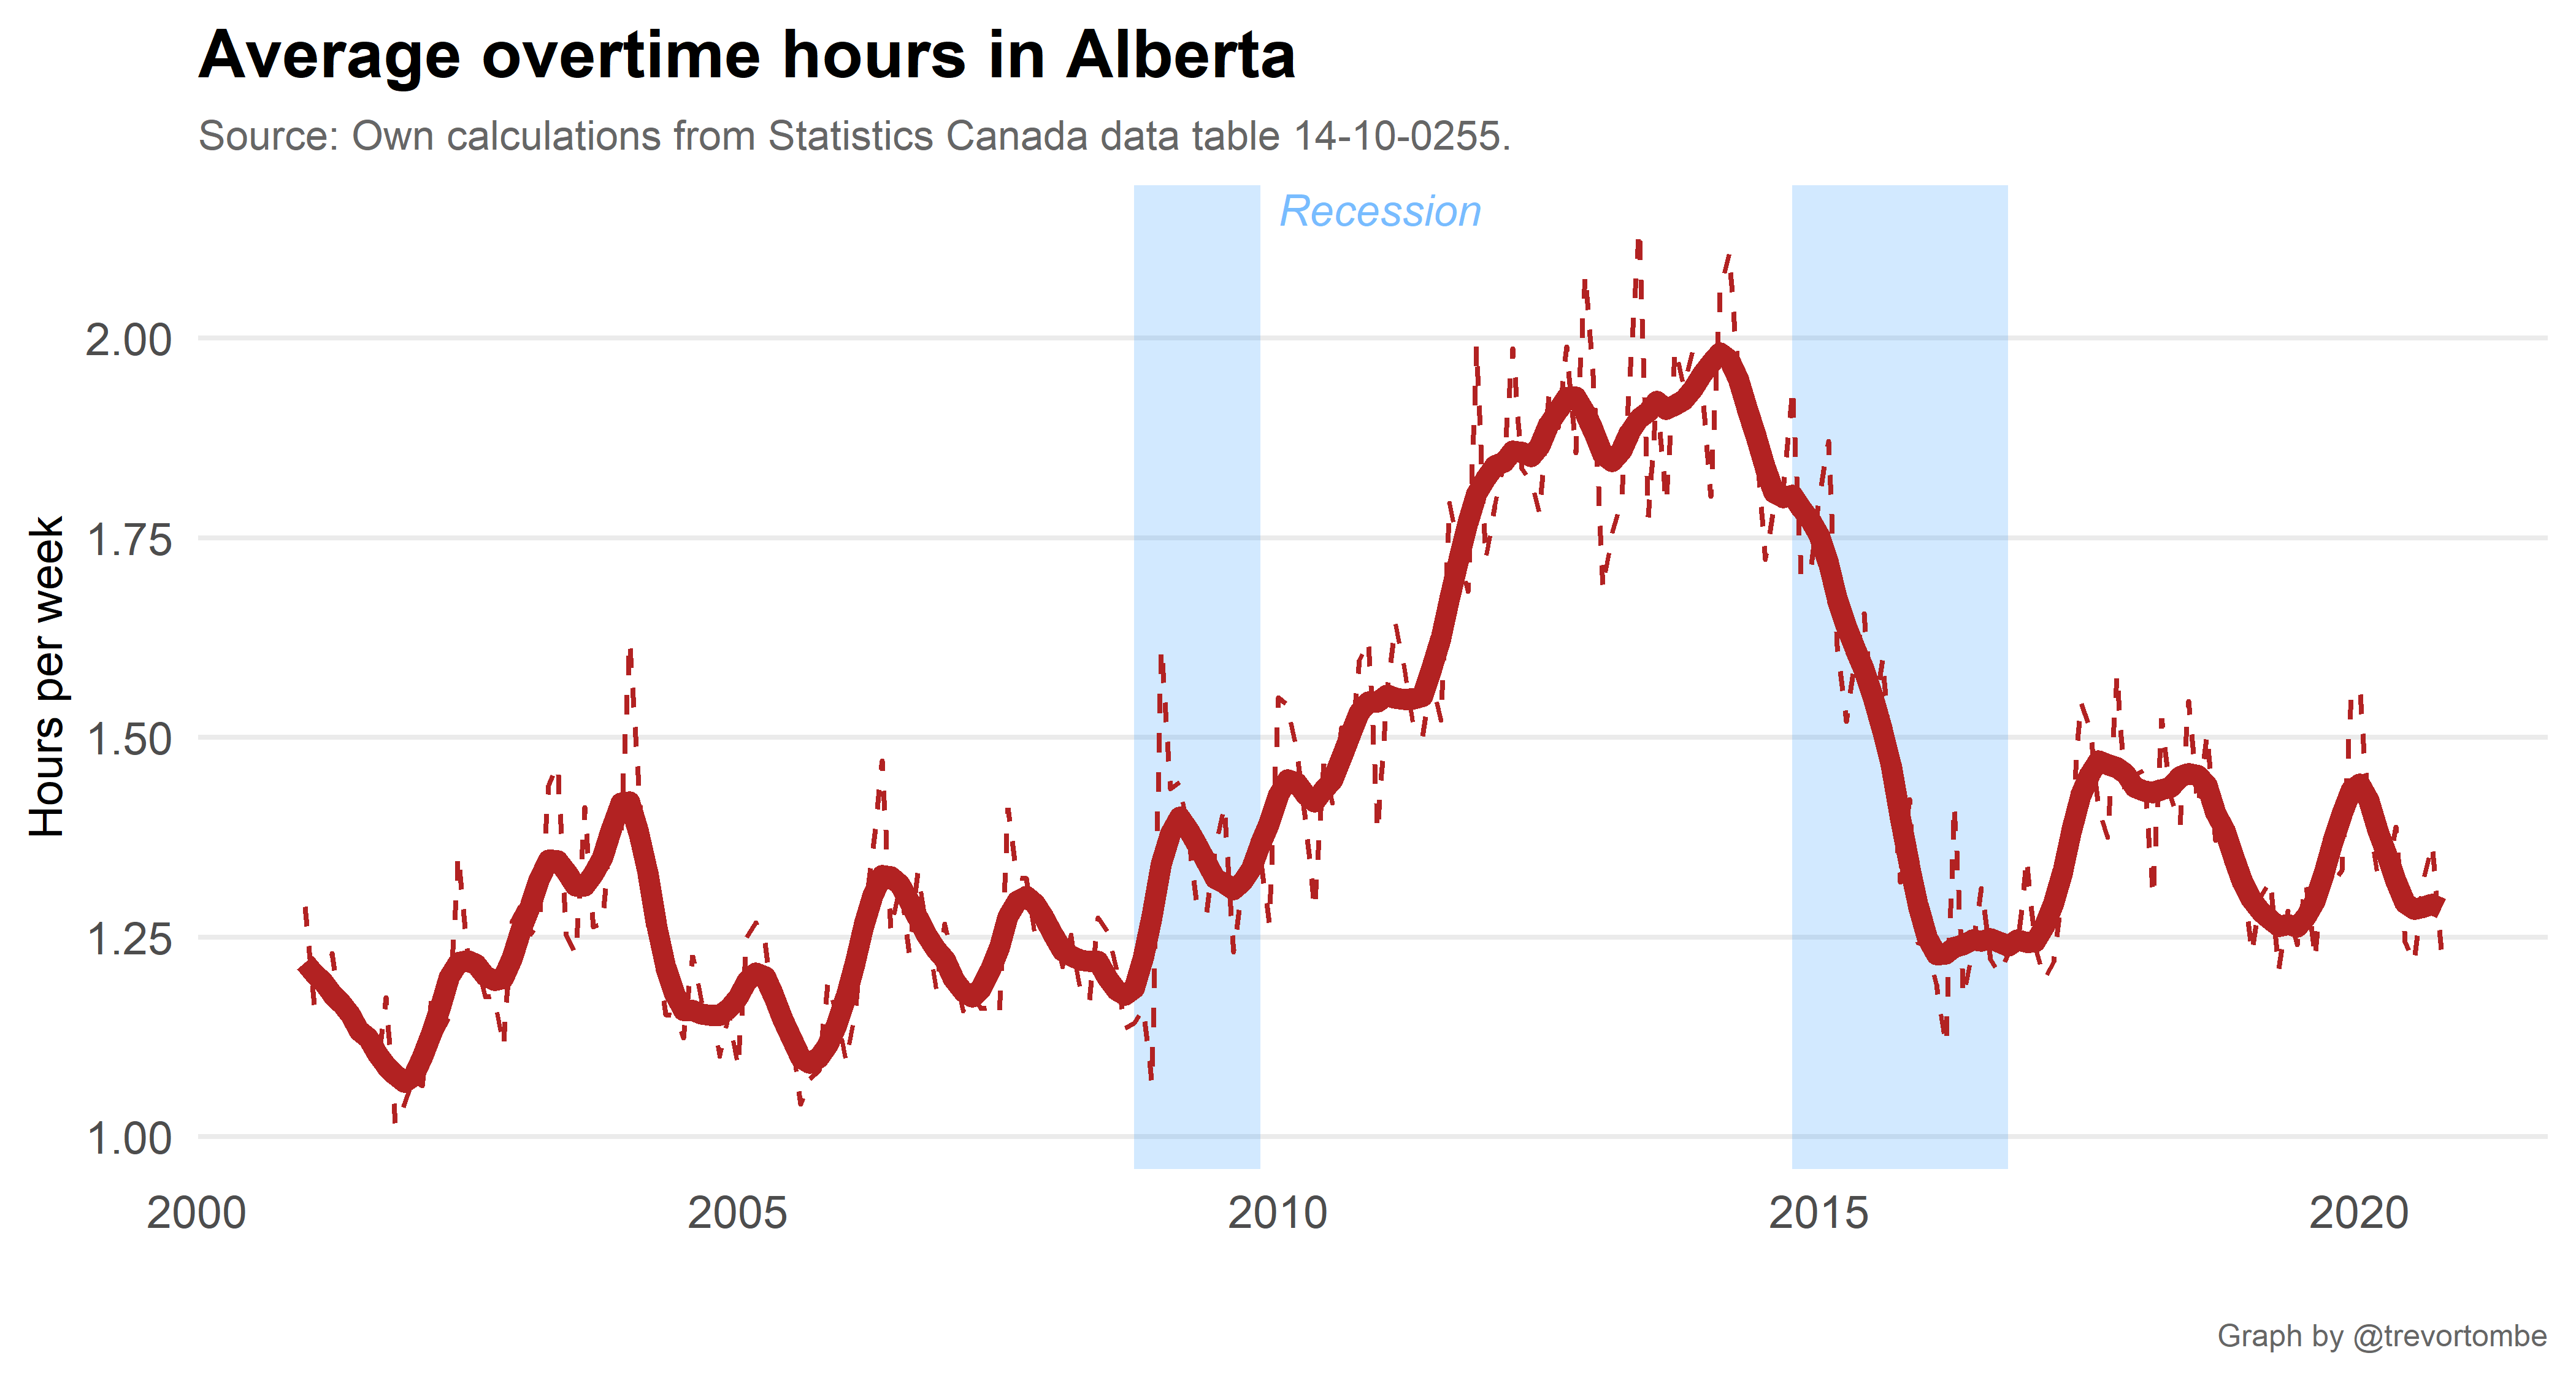 Average overtime hours in Alberta
Source: Own calculations from Statistics Canada data table 14-10-0255.
Recession
Hours per week
2.00
1.75
1.50
1.25
1.00
2000
2005
2010
2015
2020
Graph by @trevortombe